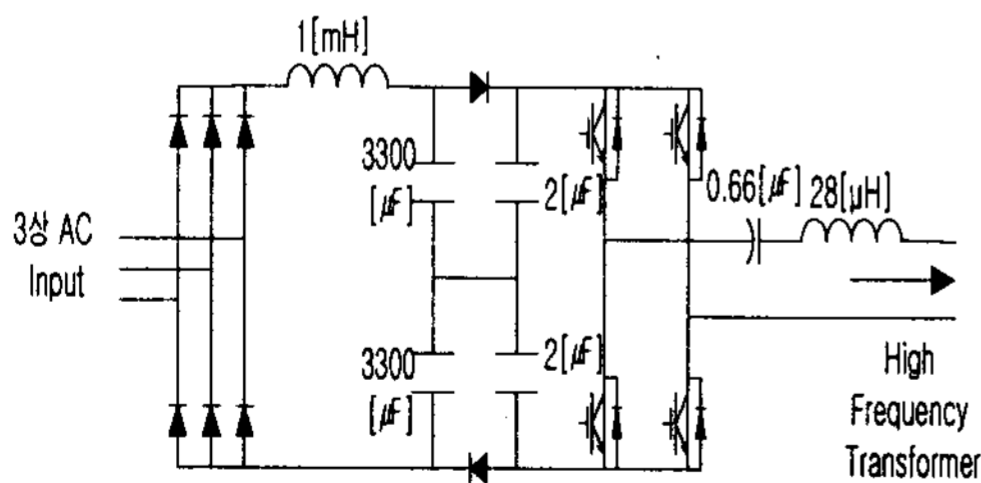 1[mH]
3300
[μF]
2[μF]
0.66[μF]
28[μH]
3상 AC
Input
3300
[μF]
2[μF]
High
Frequency
Transformer